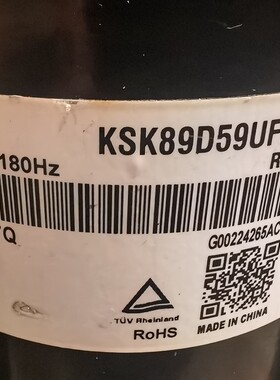 KSK89D59UF
180Hz
R
Q
G00224265AC
TÜV Rheinland
RoHS
MADE IN CHINA